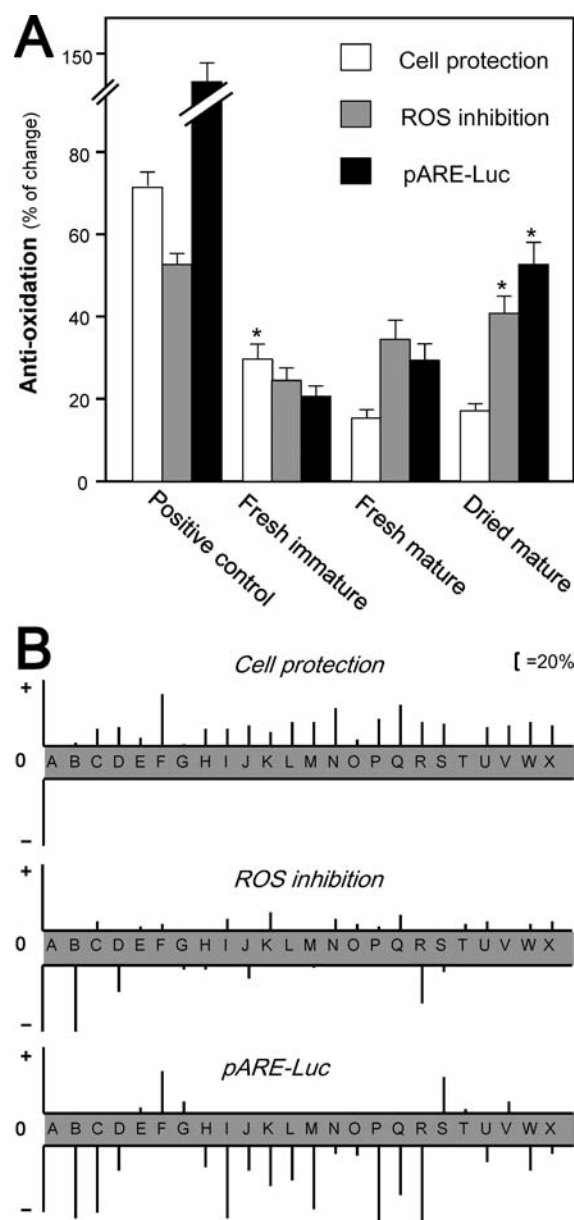 A
150
80
60
40
20
0
Anti-oxidation (% of change)
Cell protection
ROS inhibition
pARE-Luc
*
*
*
Positive control
Fresh immature
Fresh mature
Dried mature
B
Cell protection
[ =20%
+
0
A B C D E F G H I J K L M N O P Q R S T U V W X
−
ROS inhibition
+
0
A B C D E F G H I J K L M N O P Q R S T U V W X
−
pARE-Luc
+
0
A B C D E F G H I J K L M N O P Q R S T U V W X
−